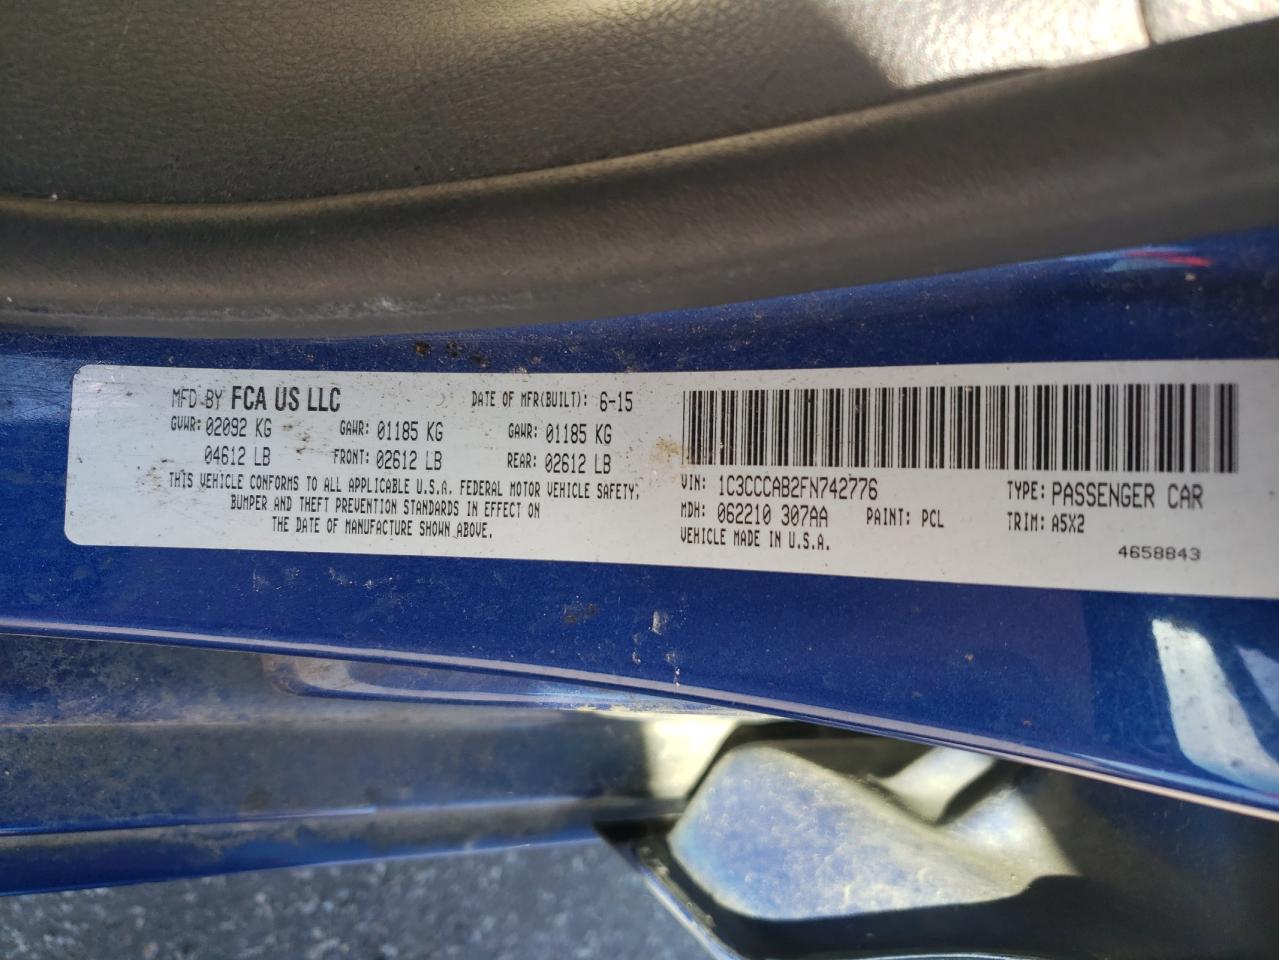 MFD BY FCA US LLC DATE OF MFR(BUILT): 6-15
GVWR: 02092 KG GAWR: 01185 KG GAWR: 01185 KG
04612 LB FRONT: 02612 LB REAR: 02612 LB
THIS VEHICLE CONFORMS TO ALL APPLICABLE U.S.A. FEDERAL MOTOR VEHICLE SAFETY,
BUMPER AND THEFT PREVENTION STANDARDS IN EFFECT ON
THE DATE OF MANUFACTURE SHOWN ABOVE.
VIN: 1C3CCCAB2FN742776 TYPE: PASSENGER CAR
MDH: 062210 307AA PAINT: PCL TRIM: A5X2
VEHICLE MADE IN U.S.A.
4658843